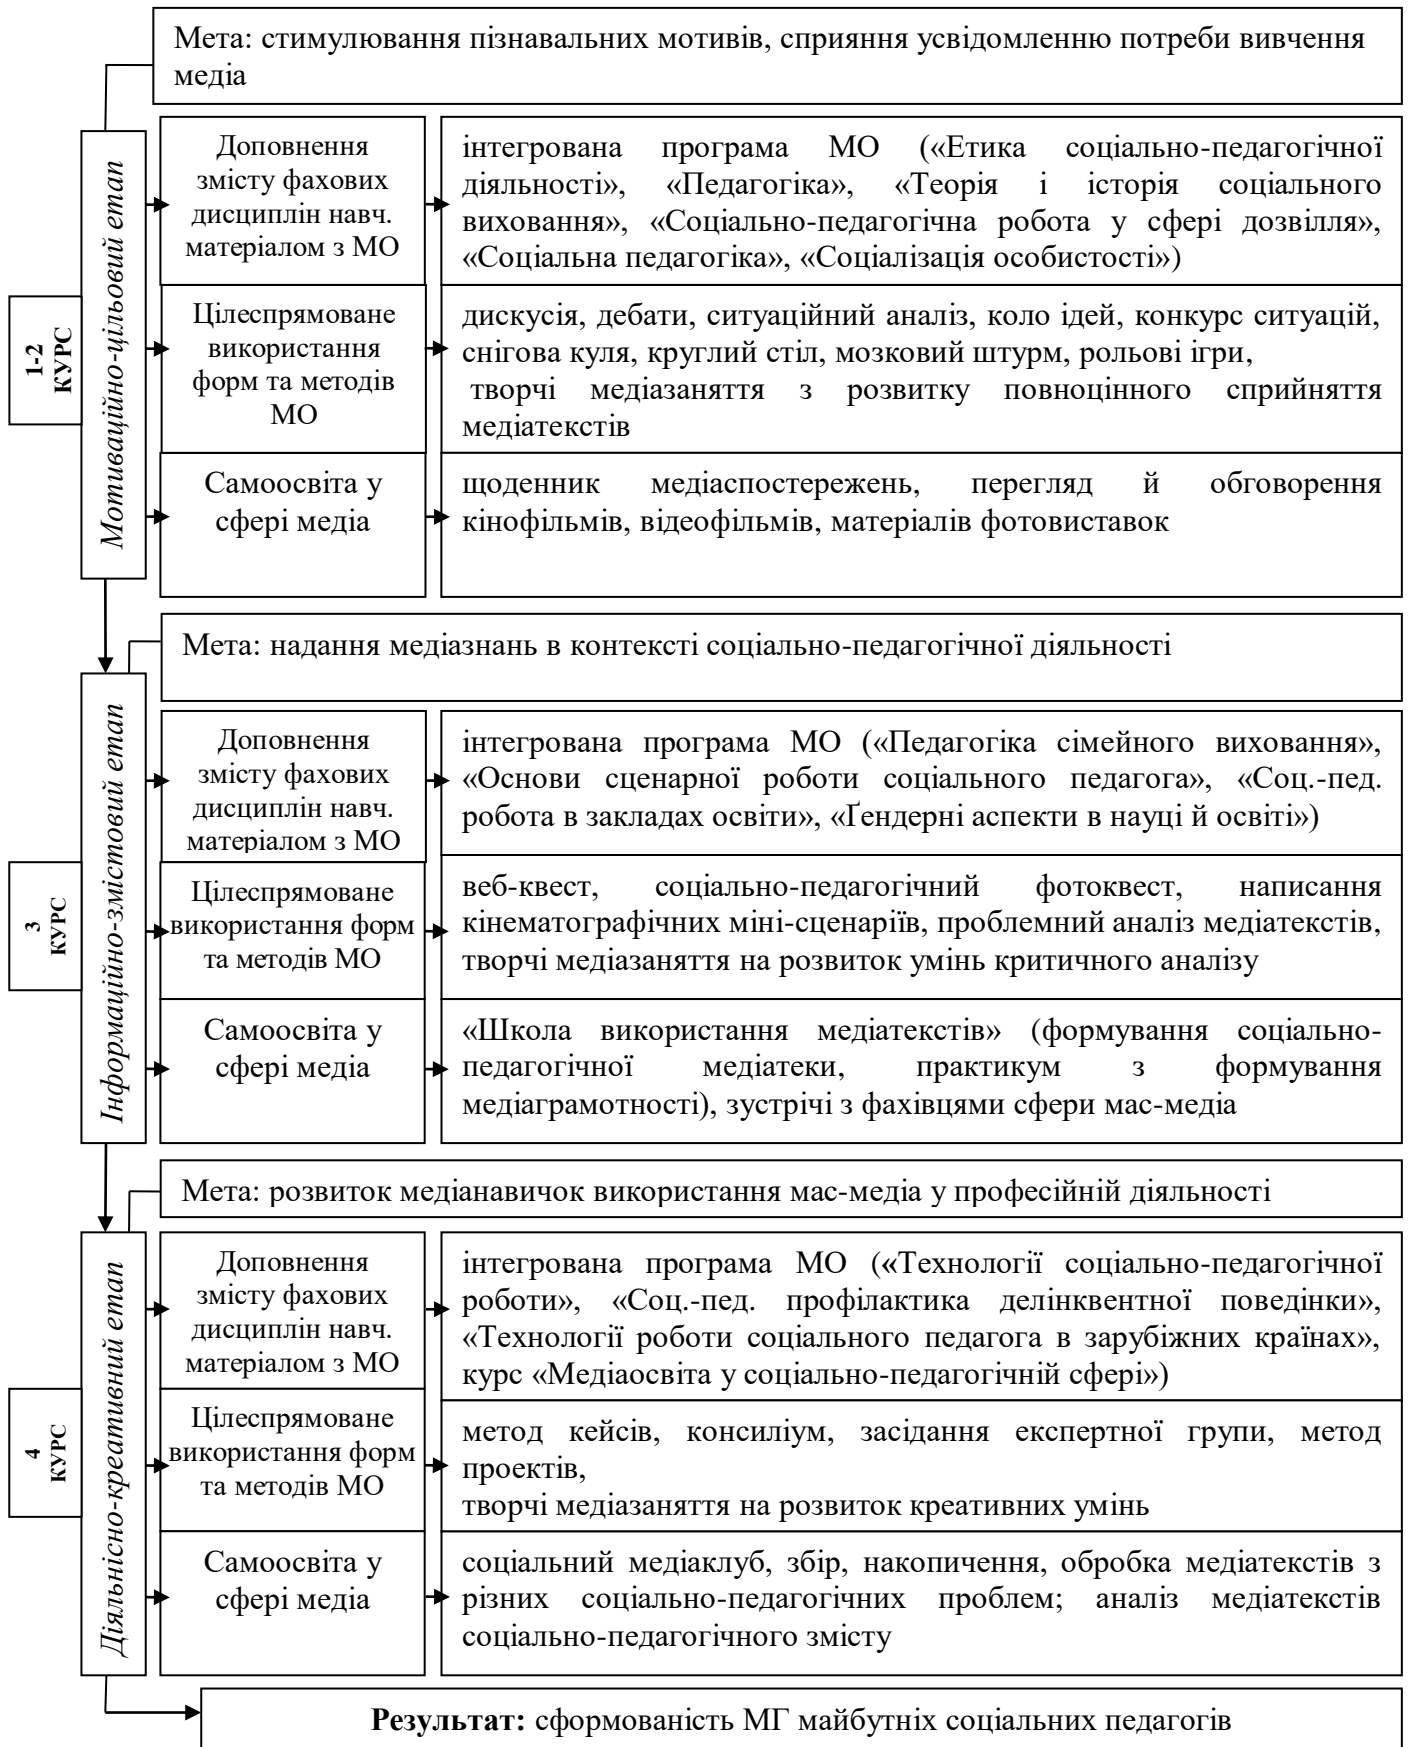 Мета: стимулювання пізнавальних мотивів, сприяння усвідомленню потреби вивчення
медіа
1-2
КУРС
Мотиваційно-цільовий етап
Доповнення
змісту фахових
дисциплін навч.
матеріалом з МО
інтегрована програма МО («Етика соціально-педагогічної
діяльності», «Педагогіка», «Теорія і історія соціального
виховання», «Соціально-педагогічна робота у сфері дозвілля»,
«Соціальна педагогіка», «Соціалізація особистості»)
Цілеспрямоване
використання
форм та методів
МО
дискусія, дебати, ситуаційний аналіз, коло ідей, конкурс ситуацій,
снігова куля, круглий стіл, мозковий штурм, рольові ігри,
творчі медіазаняття з розвитку повноцінного сприйняття
медіатекстів
Самоосвіта у
сфері медіа
щоденник медіаспостережень, перегляд й обговорення
кінофільмів, відеофільмів, матеріалів фотовиставок
Мета: надання медіазнань в контексті соціально-педагогічної діяльності
3
КУРС
Інформаційно-змістовий етап
Доповнення
змісту фахових
дисциплін навч.
матеріалом з МО
інтегрована програма МО («Педагогіка сімейного виховання»,
«Основи сценарної роботи соціального педагога», «Соц.-пед.
робота в закладах освіти», «Ґендерні аспекти в науці й освіті»)
Цілеспрямоване
використання форм
та методів МО
веб-квест, соціально-педагогічний фотоквест, написання
кінематографічних міні-сценаріїв, проблемний аналіз медіатекстів,
творчі медіазаняття на розвиток умінь критичного аналізу
Самоосвіта у
сфері медіа
«Школа використання медіатекстів» (формування соціально-
педагогічної медіатеки, практикум з формування
медіаграмотності), зустрічі з фахівцями сфери мас-медіа
Мета: розвиток медіанавичок використання мас-медіа у професійній діяльності
4
КУРС
Діяльнісно-креативний етап
Доповнення
змісту фахових
дисциплін навч.
матеріалом з МО
інтегрована програма МО («Технології соціально-педагогічної
роботи», «Соц.-пед. профілактика делінквентної поведінки»,
«Технології роботи соціального педагога в зарубіжних країнах»,
курс «Медіаосвіта у соціально-педагогічній сфері»)
Цілеспрямоване
використання форм
та методів МО
метод кейсів, консиліум, засідання експертної групи, метод
проектів,
творчі медіазаняття на розвиток креативних умінь
Самоосвіта у
сфері медіа
соціальний медіаклуб, збір, накопичення, обробка медіатекстів з
різних соціально-педагогічних проблем; аналіз медіатекстів
соціально-педагогічного змісту
Результат: сформованість МГ майбутніх соціальних педагогів